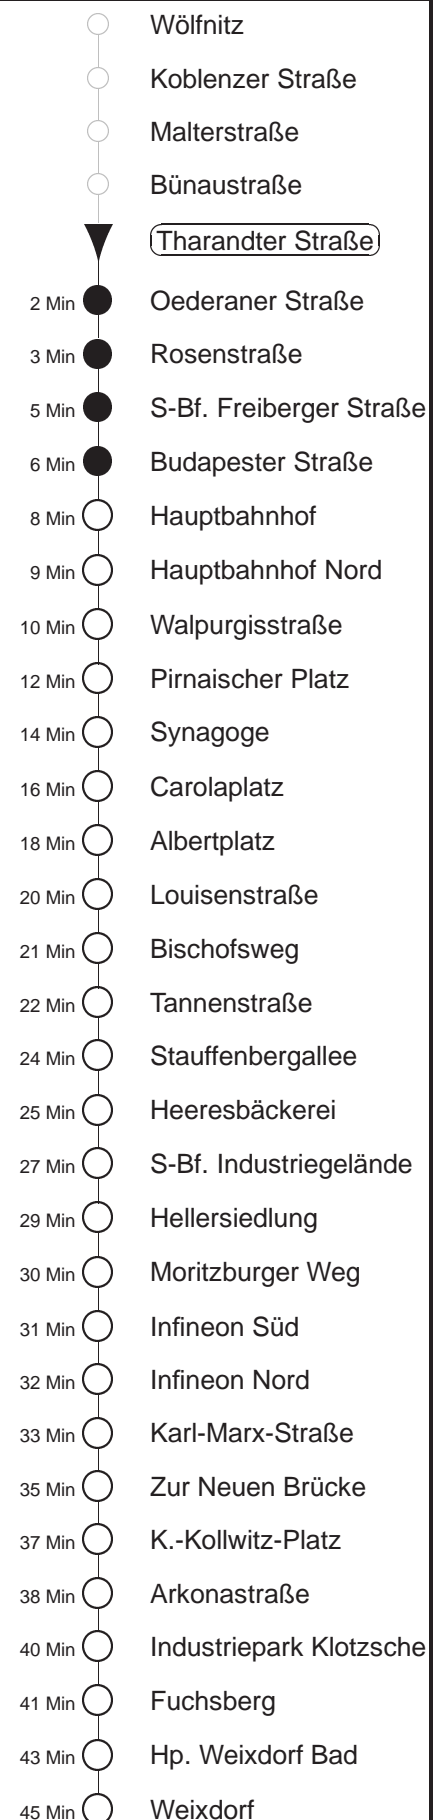 Wölfnitz
Koblenzer Straße
Malterstraße
Bünaustraße
Tharandter Straße
2 Min Oederaner Straße
3 Min Rosenstraße
5 Min S-Bf. Freiberger Straße
6 Min Budapester Straße
8 Min Hauptbahnhof
9 Min Hauptbahnhof Nord
10 Min Walpurgisstraße
12 Min Pirnaischer Platz
14 Min Synagoge
16 Min Carolaplatz
18 Min Albertplatz
20 Min Louisenstraße
21 Min Bischofsweg
22 Min Tannenstraße
24 Min Stauffenbergallee
25 Min Heeresbäckerei
27 Min S-Bf. Industriegelände
29 Min Hellersiedlung
30 Min Moritzburger Weg
31 Min Infineon Süd
32 Min Infineon Nord
33 Min Karl-Marx-Straße
35 Min Zur Neuen Brücke
37 Min K.-Kollwitz-Platz
38 Min Arkonastraße
40 Min Industriepark Klotzsche
41 Min Fuchsberg
43 Min Hp. Weixdorf Bad
45 Min Weixdorf